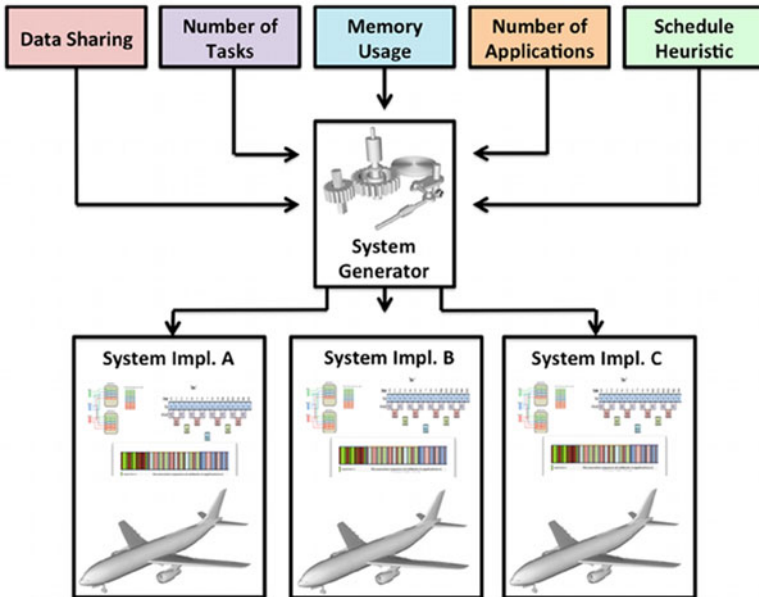 Data Sharing
Number of
Tasks
Memory
Usage
Number of
Applications
Schedule
Heuristic
System
Generator
System Impl. A
System Impl. B
System Impl. C